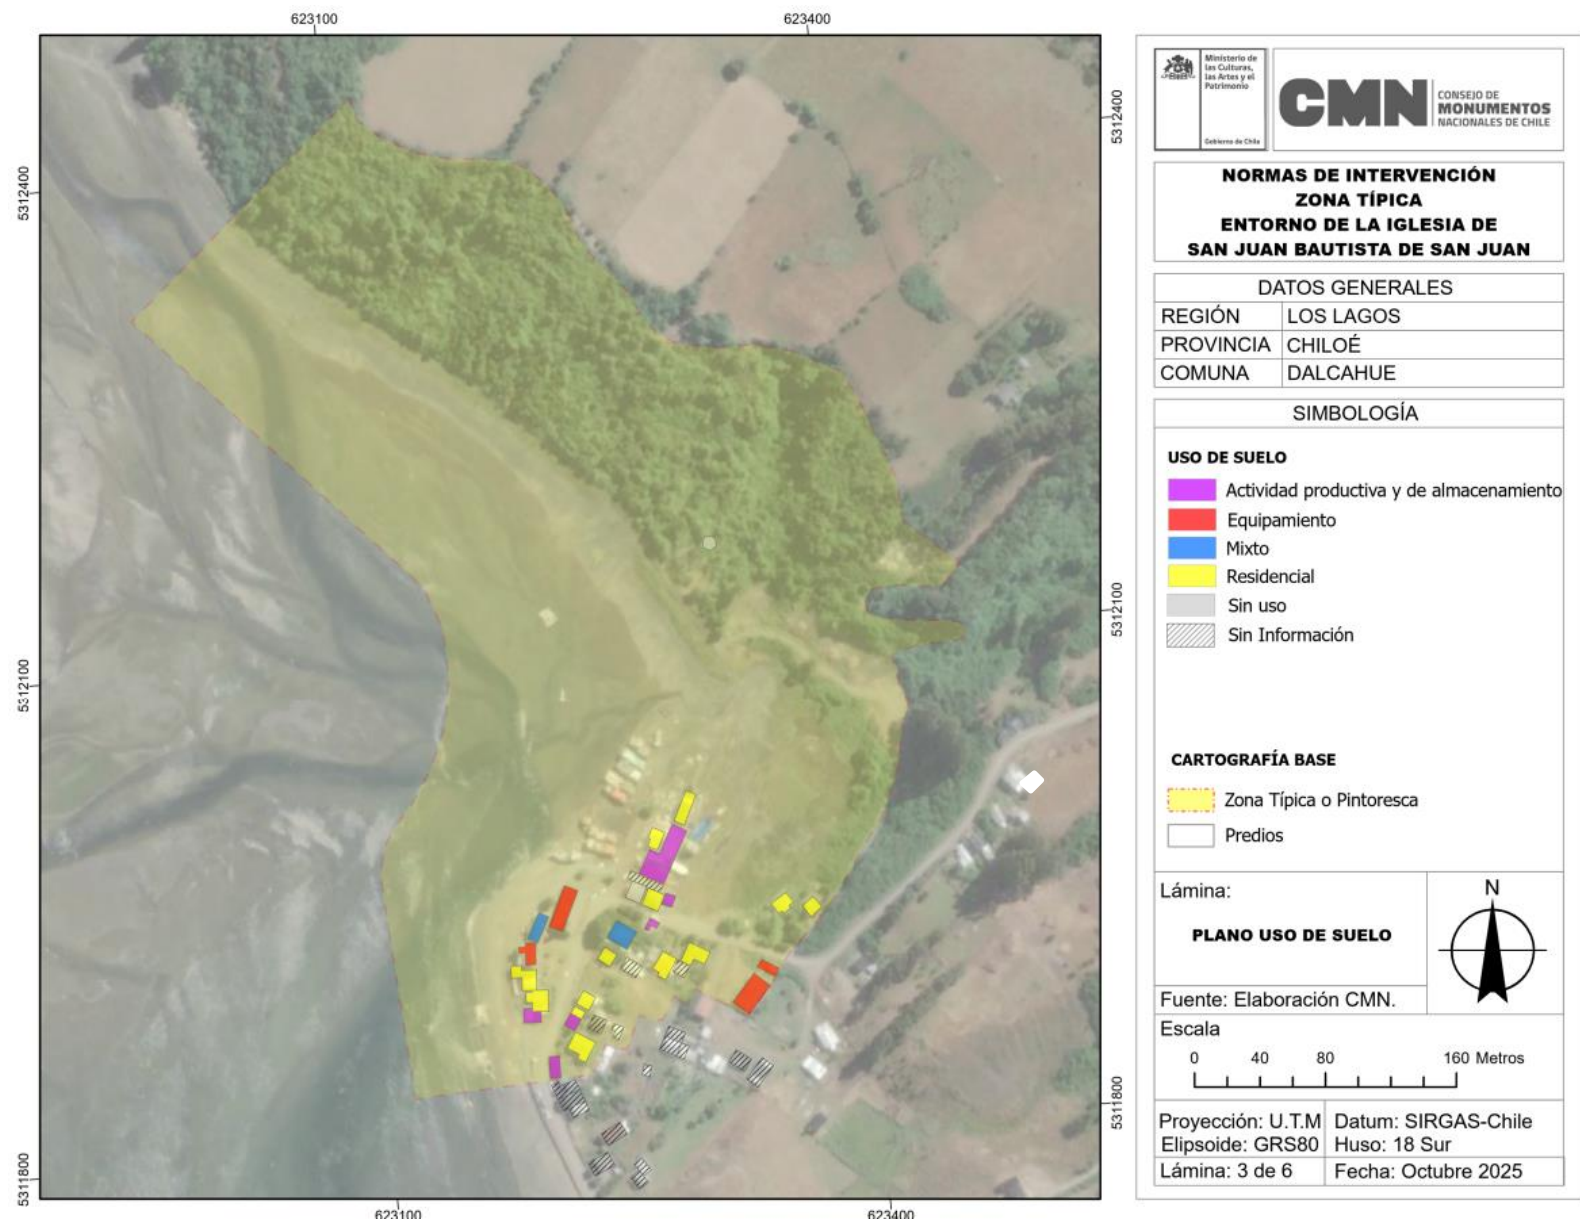 623100
623400
5312400
5312400
5312100
5312100
5311800
5311800
623100
623400
Ministerio de
las Culturas,
las Artes y el
Patrimonio
Gobierno de Chile
CMN
CONSEJO DE
MONUMENTOS
NACIONALES DE CHILE
NORMAS DE INTERVENCIÓN
ZONA TÍPICA
ENTORNO DE LA IGLESIA DE
SAN JUAN BAUTISTA DE SAN JUAN
DATOS GENERALES
REGIÓN LOS LAGOS
PROVINCIA CHILOÉ
COMUNA DALCAHUE
SIMBOLOGÍA
USO DE SUELO
Actividad productiva y de almacenamiento
Equipamiento
Mixto
Residencial
Sin uso
Sin Información
CARTOGRAFÍA BASE
Zona Típica o Pintoresca
Predios
Lámina:
PLANO USO DE SUELO
N
Fuente: Elaboración CMN.
Escala
0 40 80 160 Metros
Proyección: U.T.M Datum: SIRGAS-Chile
Elipsoide: GRS80 Huso: 18 Sur
Lámina: 3 de 6 Fecha: Octubre 2025